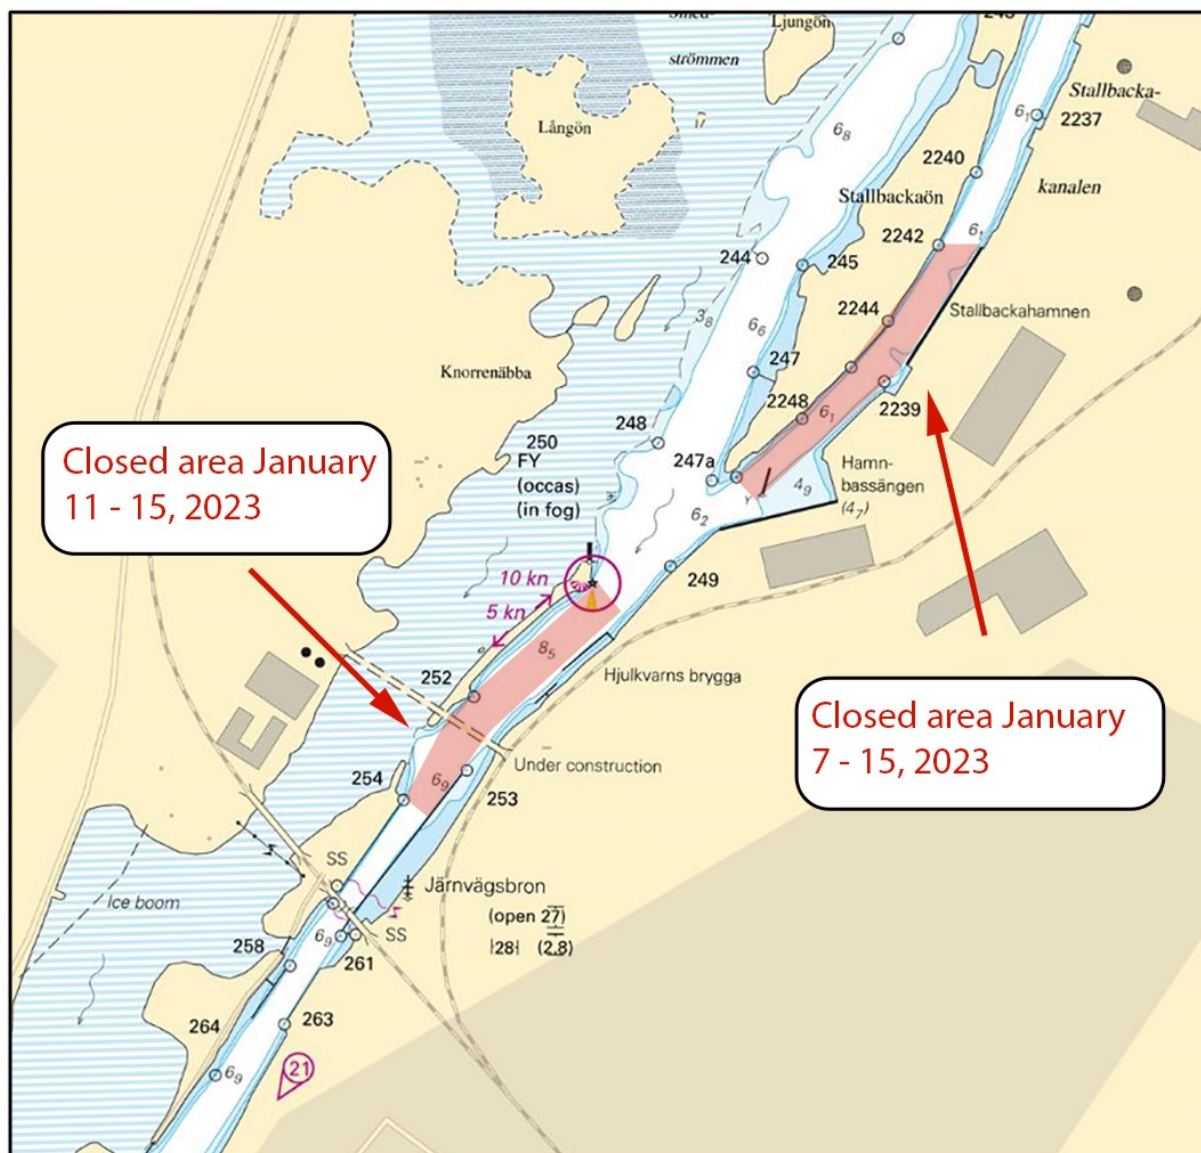 Ljungön
strömmen
Stallbacka-
6₁
2237
Långön
6₈
2240
kanalen
Stallbackaön
2242
6₁
244
245
2244
Stallbackahamnen
3₈
6₆
Knorrenäbba
247
2248
6₁
2239
248
250
FY
(occas)
(in fog)
247a
Hamn-
bassängen
(4₇)
4₉
Y
6₂
Closed area January
11 - 15, 2023
249
10 kn
5 kn
8₅
Hjulkvarns brygga
252
Closed area January
7 - 15, 2023
Under construction
254
6₉
253
SS
Järnvägsbron
(open 27)
28 (2.8)
Ice boom
SS
6₉
258
261
264
263
21
6₉